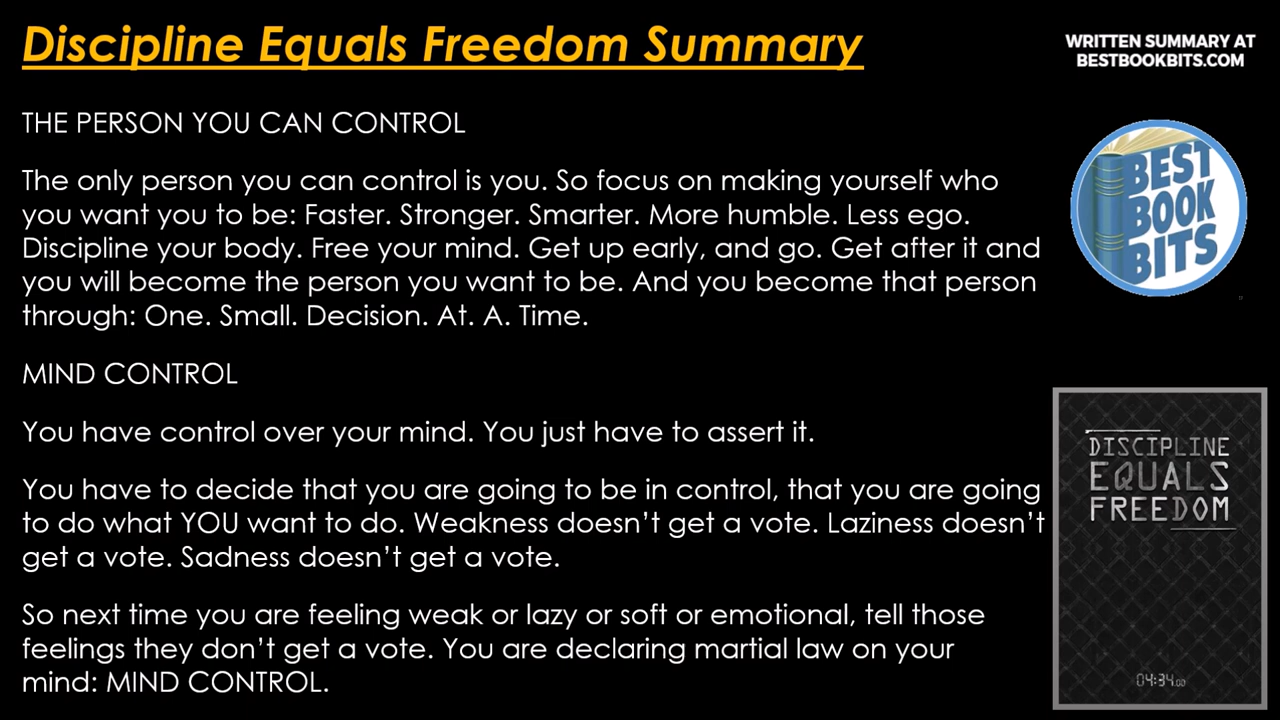 Discipline Equals Freedom Summary
WRITTEN SUMMARY AT
BESTBOOKBITS.COM
THE PERSON YOU CAN CONTROL
The only person you can control is you. So focus on making yourself who
you want you to be: Faster. Stronger. Smarter. More humble. Less ego.
Discipline your body. Free your mind. Get up early, and go. Get after it and
you will become the person you want to be. And you become that person
through: One. Small. Decision. At. A. Time.
MIND CONTROL
You have control over your mind. You just have to assert it.
You have to decide that you are going to be in control, that you are going
to do what YOU want to do. Weakness doesn’t get a vote. Laziness doesn’t
get a vote. Sadness doesn’t get a vote.
So next time you are feeling weak or lazy or soft or emotional, tell those
feelings they don’t get a vote. You are declaring martial law on your
mind: MIND CONTROL.
BEST
BOOK
BITS
DISCIPLINE
EQUALS
FREEDOM
04:34.00